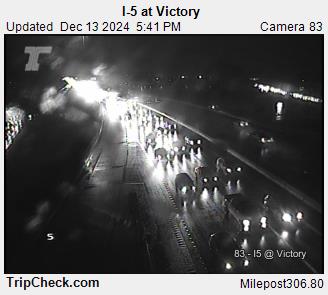 I-5 at Victory
Updated Dec 13 2024 5:41 PM Camera 83
T
S
83 - I5 @ Victory
TripCheck.com Milepost306.80